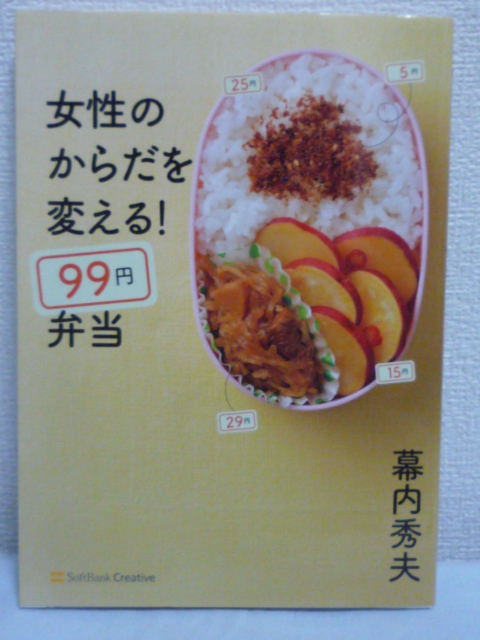 女性の
からだを
変える!
99円
弁当
25円
5円
15円
29円
幕内秀夫
SoftBank Creative